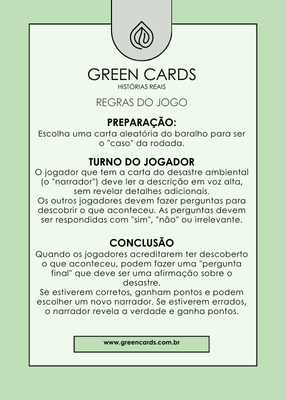 GREEN CARDS
HISTÓRIAS REAIS
REGRAS DO JOGO
PREPARAÇÃO:
Escolha uma carta aleatória do baralho para ser
o "caso" da rodada.
TURNO DO JOGADOR
O jogador que tem a carta do desastre ambiental
(o "narrador") deve ler a descrição em voz alta,
sem revelar detalhes adicionais.
Os outros jogadores devem fazer perguntas para
descobrir o que aconteceu. As perguntas devem
ser respondidas com "sim", "não" ou irrelevante.
CONCLUSÃO
Quando os jogadores acreditarem ter descoberto
o que aconteceu, podem fazer uma "pergunta
final" que deve ser uma afirmação sobre o
desastre.
Se estiverem corretos, ganham pontos e podem
escolher um novo narrador. Se estiverem errados,
o narrador revela a verdade e ganha pontos.
www.greencards.com.br